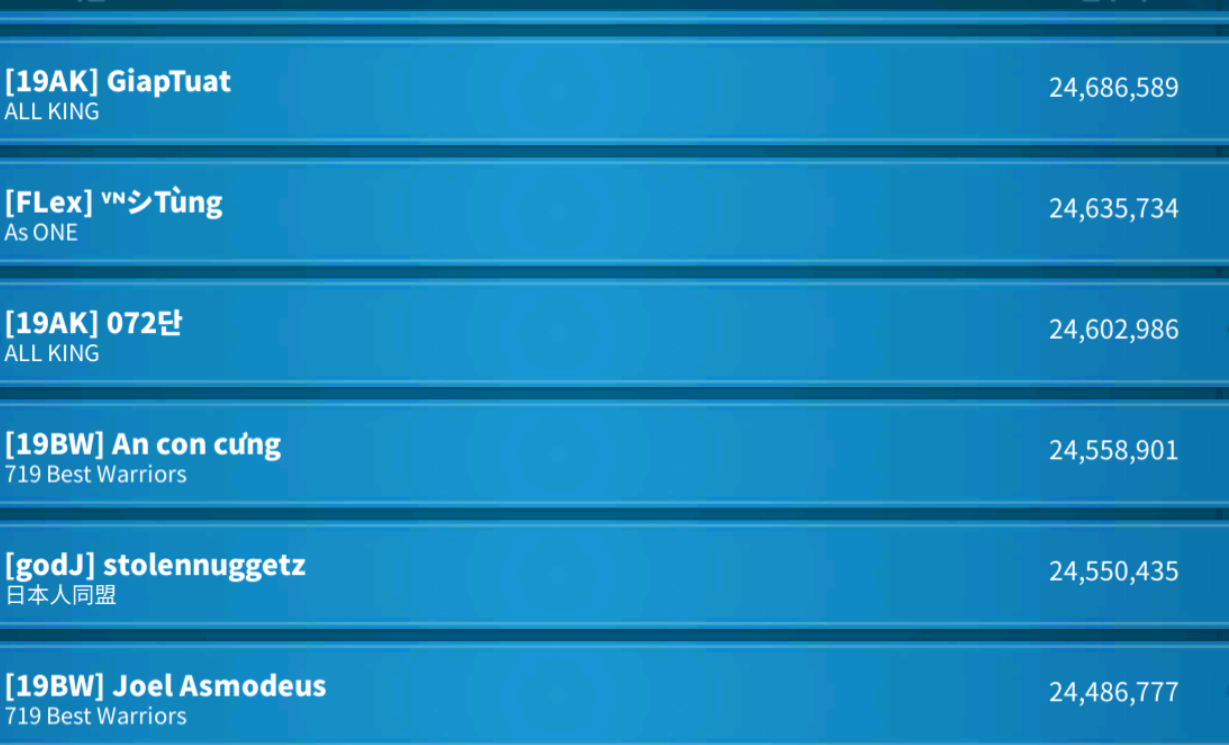 [19AK] GiapTuat
24,686,589
ALL KING
[FLex] ᵛᴺシTùng
24,635,734
As ONE
[19AK] 072단
24,602,986
ALL KING
[19BW] An con cưng
24,558,901
719 Best Warriors
[godJ] stolennuggetz
24,550,435
日本人同盟
[19BW] Joel Asmodeus
24,486,777
719 Best Warriors